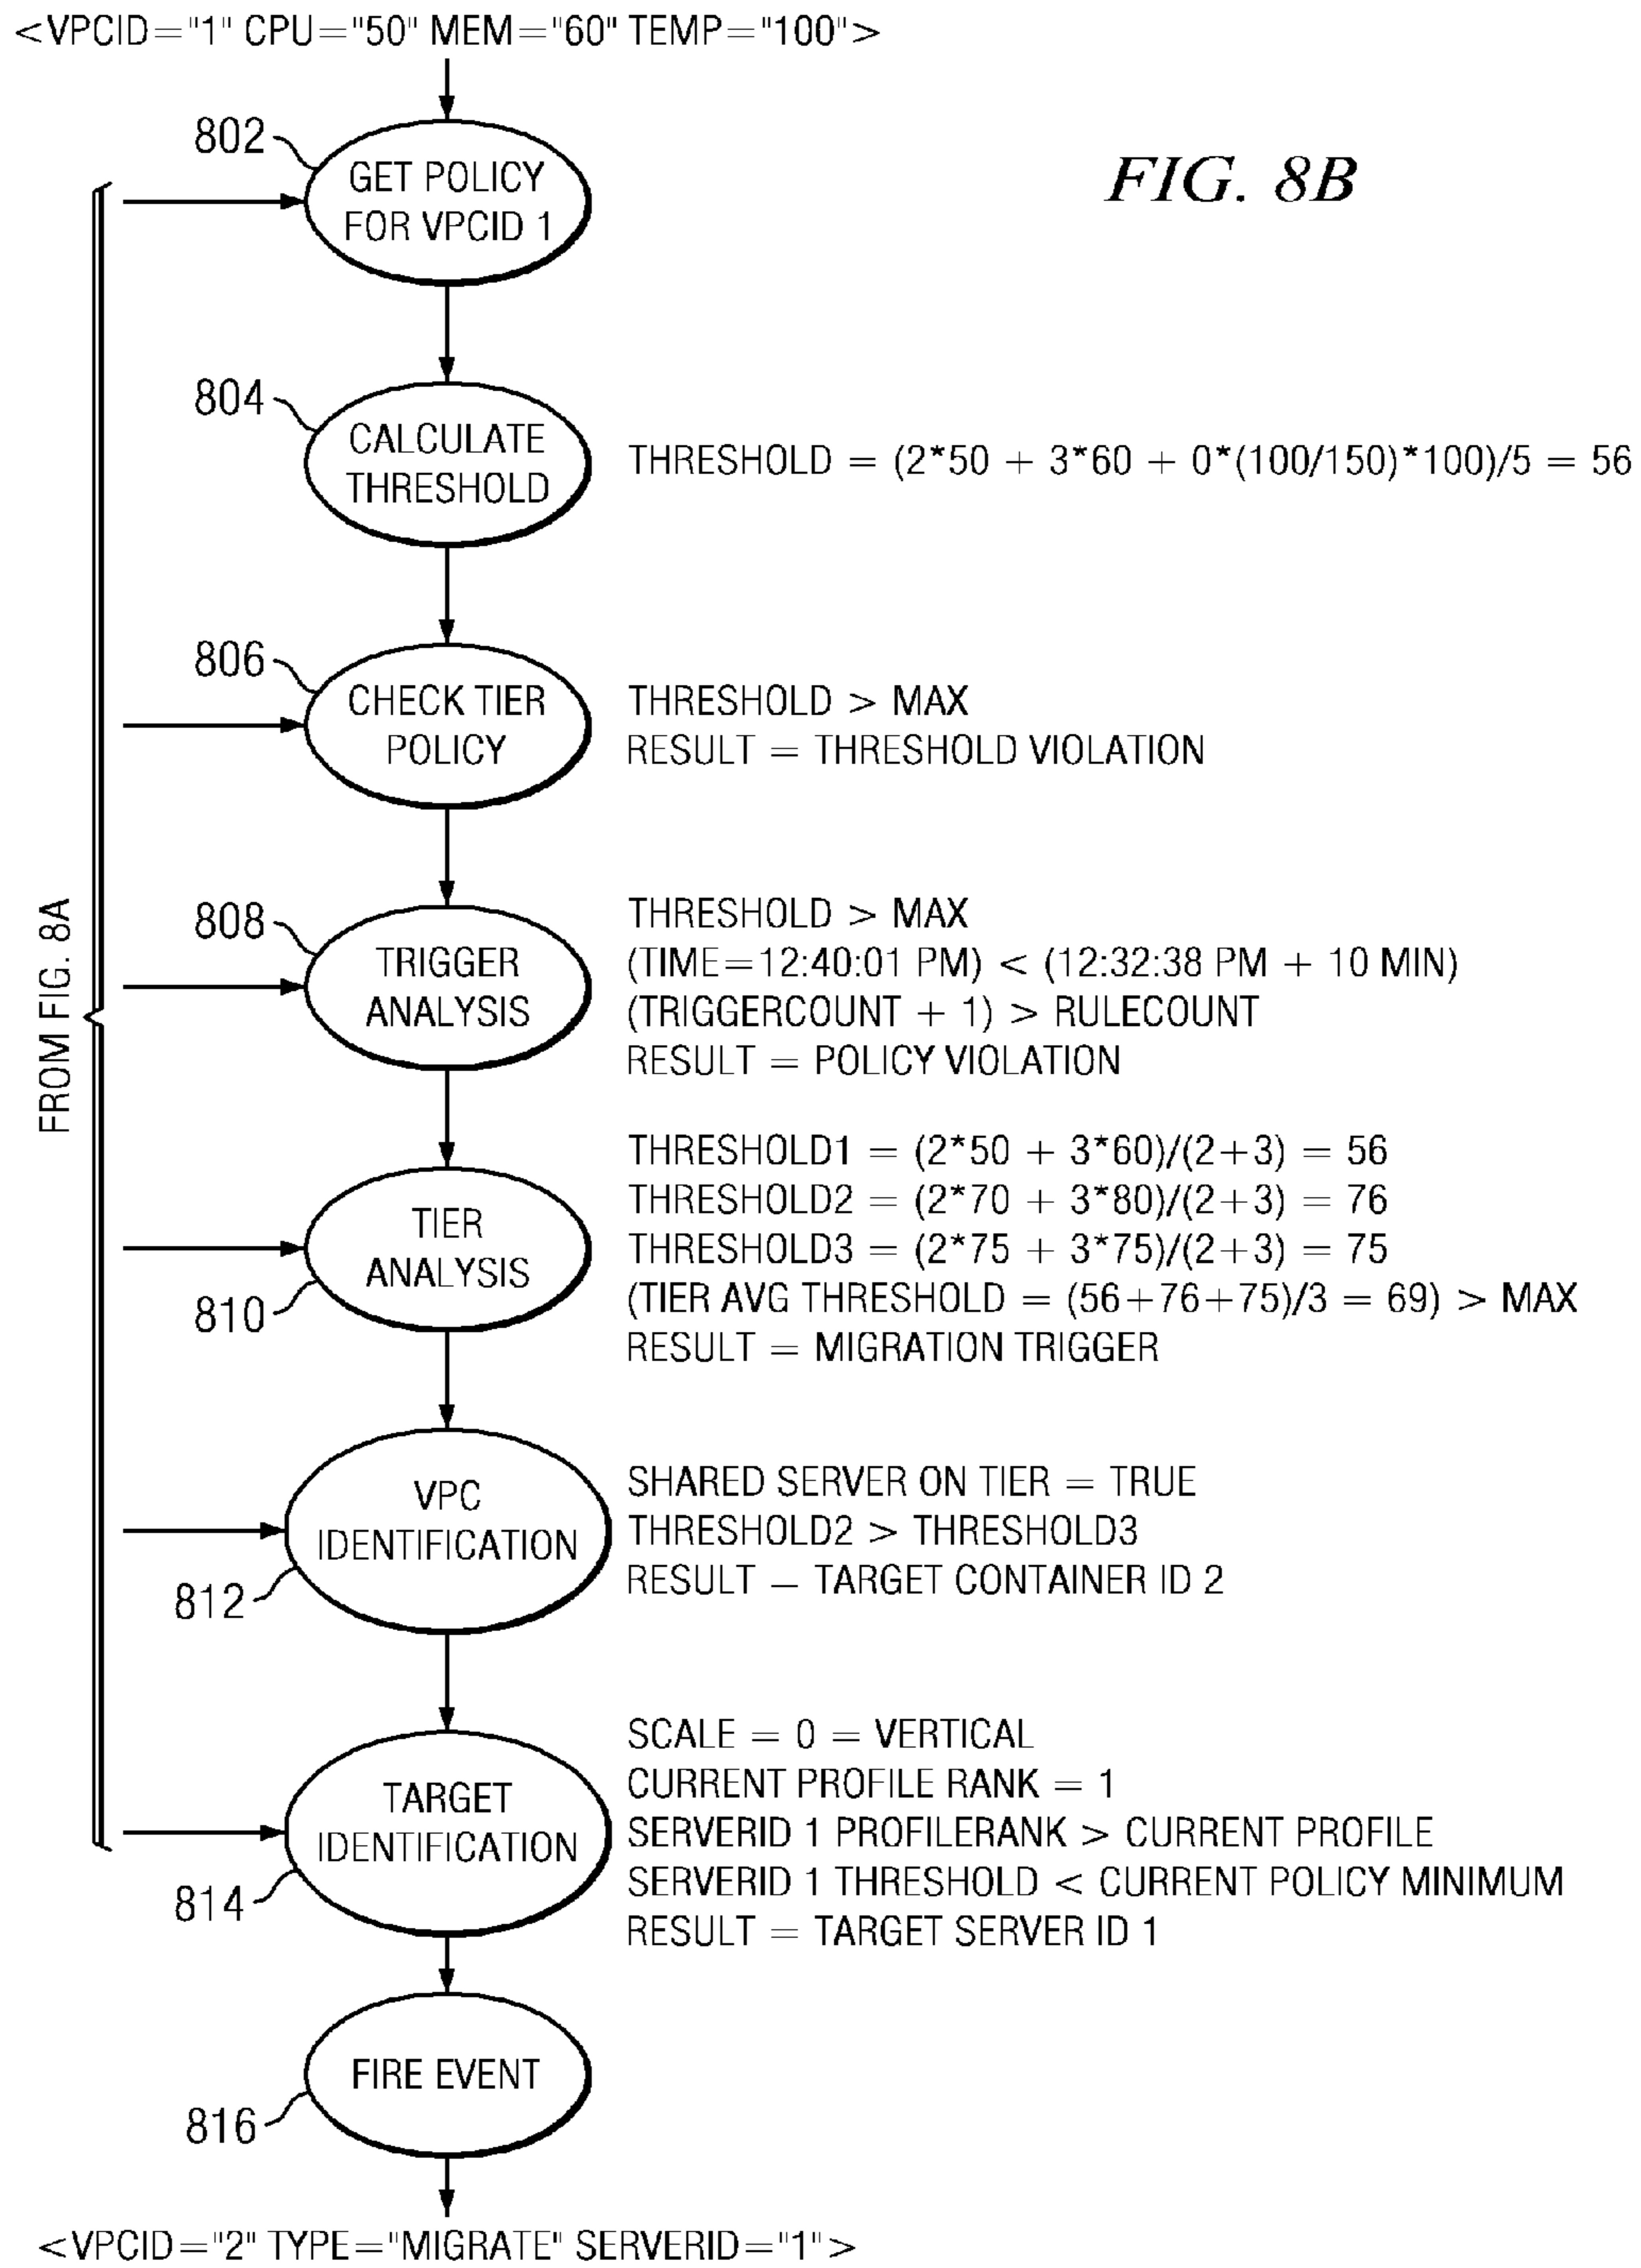 <VPCID="1" CPU="50" MEM="60" TEMP="100">
FIG. 8B
802
GET POLICY
FOR VPCID 1
804
CALCULATE
THRESHOLD
THRESHOLD = (2*50 + 3*60 + 0*(100/150)*100)/5 = 56
806
CHECK TIER
POLICY
THRESHOLD > MAX
RESULT = THRESHOLD VIOLATION
FROM FIG. 8A
808
TRIGGER
ANALYSIS
THRESHOLD > MAX
(TIME=12:40:01 PM) < (12:32:38 PM + 10 MIN)
(TRIGGERCOUNT + 1) > RULECOUNT
RESULT = POLICY VIOLATION
810
TIER
ANALYSIS
THRESHOLD1 = (2*50 + 3*60)/(2+3) = 56
THRESHOLD2 = (2*70 + 3*80)/(2+3) = 76
THRESHOLD3 = (2*75 + 3*75)/(2+3) = 75
(TIER AVG THRESHOLD = (56+76+75)/3 = 69) > MAX
RESULT = MIGRATION TRIGGER
812
VPC
IDENTIFICATION
SHARED SERVER ON TIER = TRUE
THRESHOLD2 > THRESHOLD3
RESULT – TARGET CONTAINER ID 2
814
TARGET
IDENTIFICATION
SCALE = 0 = VERTICAL
CURRENT PROFILE RANK = 1
SERVERID 1 PROFILERANK > CURRENT PROFILE
SERVERID 1 THRESHOLD < CURRENT POLICY MINIMUM
RESULT = TARGET SERVER ID 1
816
FIRE EVENT
<VPCID="2" TYPE="MIGRATE" SERVERID="1">